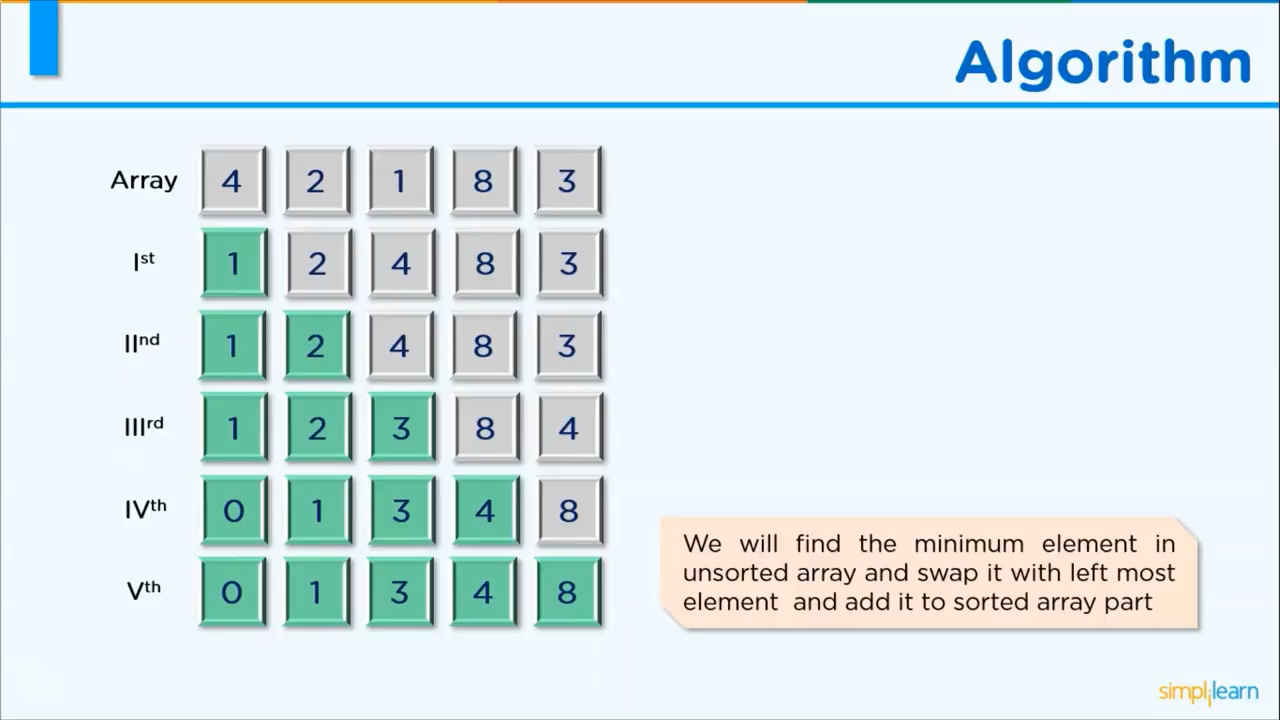 Algorithm
Array 4 2 1 8 3
Ist 1 2 4 8 3
IInd 1 2 4 8 3
IIIrd 1 2 3 8 4
IVth 0 1 3 4 8
Vth 0 1 3 4 8
We will find the minimum element in
unsorted array and swap it with left most
element and add it to sorted array part
simplilearn